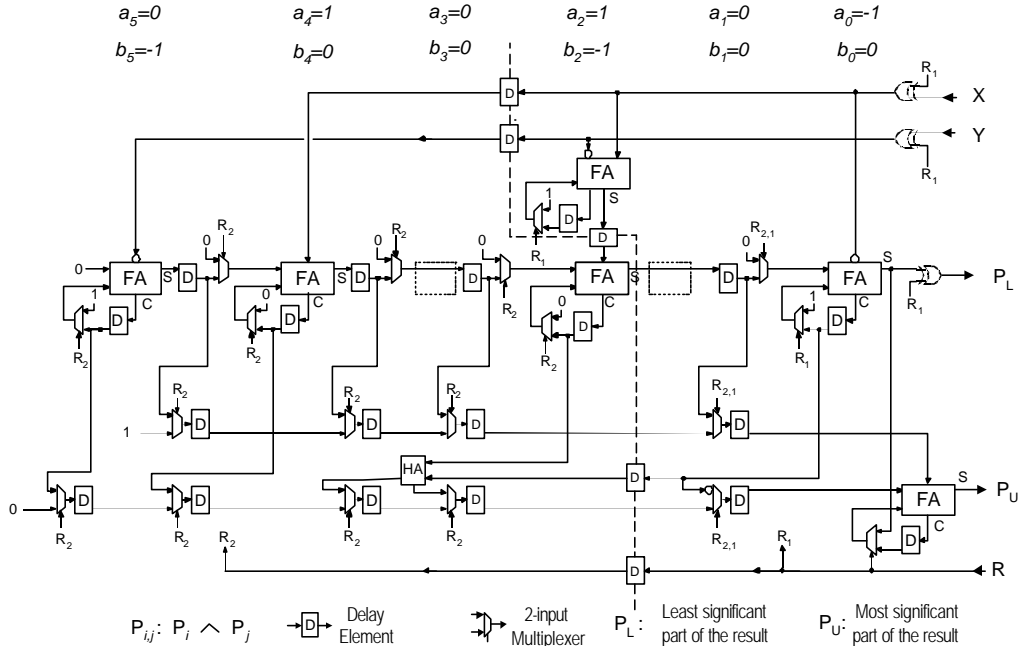 a5=0 a4=1 a3=0 a2=1 a1=0 a0=-1
b5=-1 b4=0 b3=0 b2=-1 b1=0 b0=0
R1
D X
D Y
R1
FA
1 S
D
R2 R2 R1 D R2,1
0 0 0 0
0 FA S D FA S D D FA D FA S PL
R1
1 C 0 C 0 C 1 C
D D D D
R2 R2 R2 R2 R1
R2 R2 R2 R2,1
1 D D D D
HA D S
0 D D D D D FA PU
R2 R2 R2 R2 R2,1 C
R2 R1 D
D R
Pi,j: Pi ∧ Pj D Delay Element 2-input Multiplexer PL: Least significant part of the result PU: Most significant part of the result